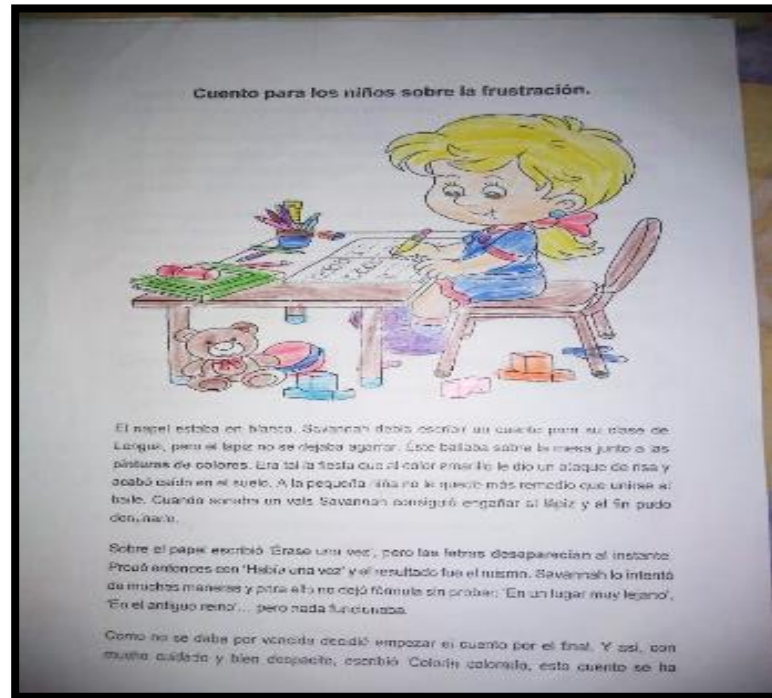 Cuento para los niños sobre la frustración.
El papel estaba en blanco. Savannah debía escribir un cuento para su clase de
Lengua, pero el lápiz no se dejaba agarrar. Éste bailaba sobre la mesa junto a las
pinturas de colores. Era tal la fiesta que al color amarillo le dio un ataque de risa y
acabó caído en el suelo. A la pequeña niña no le quedó más remedio que unirse al
baile. Cuando sonaba un vals Savannah consiguió engañar al lápiz y al fin pudo
dominarlo.
Sobre el papel escribió 'Érase una vez', pero las letras desaparecían al instante.
Probó entonces con 'Había una vez' y el resultado fue el mismo. Savannah lo intentó
de muchas maneras y para ello no dejó fórmula sin probar: 'En un lugar muy lejano',
'En el antiguo reino'… pero nada funcionaba.
Como no se daba por vencida decidió empezar el cuento por el final. Y así, con
mucho cuidado y bien despacito, escribió 'Colorín colorado, este cuento se ha